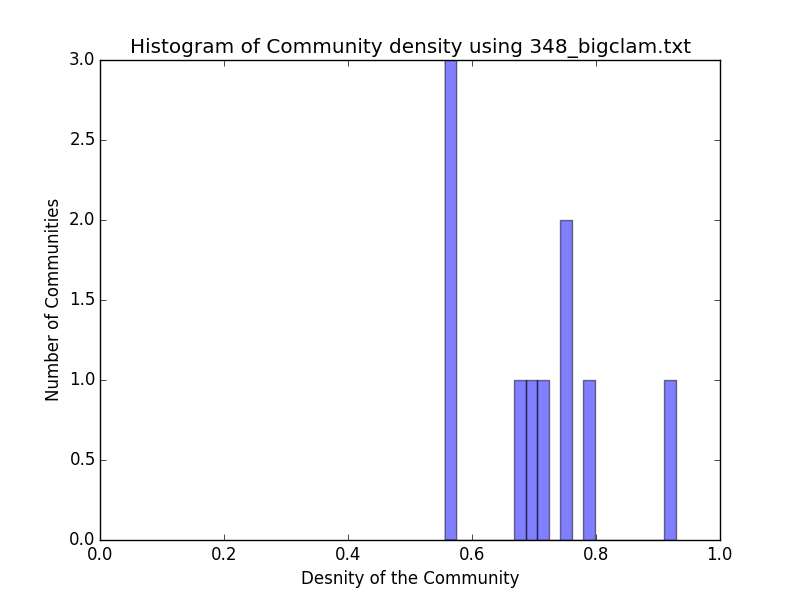 Histogram of Community density using 348_bigclam.txt
3.0
2.5
2.0
1.5
1.0
0.5
0.0
Number of Communities
0.0 0.2 0.4 0.6 0.8 1.0
Desnity of the Community